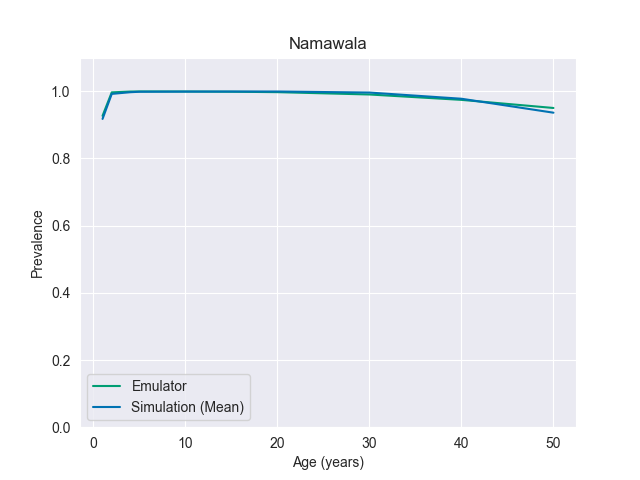 Namawala
1.0
0.8
0.6
0.4
0.2
0.0
Prevalence
Emulator
Simulation (Mean)
0 10 20 30 40 50
Age (years)